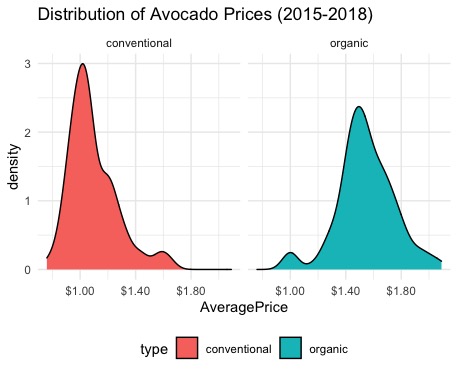 Distribution of Avocado Prices (2015-2018)
conventional organic
3
2
1
0
density
$1.00 $1.40 $1.80 $1.00 $1.40 $1.80
AveragePrice
type conventional organic